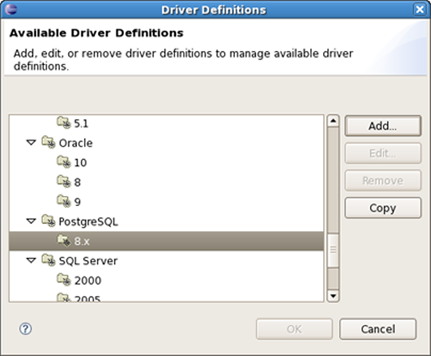 Driver Definitions
Available Driver Definitions
Add, edit, or remove driver definitions to manage available driver
definitions.
5.1
Oracle
10
8
9
PostgreSQL
8.x
SQL Server
2000
2005
Add...
Edit...
Remove
Copy
?
OK
Cancel